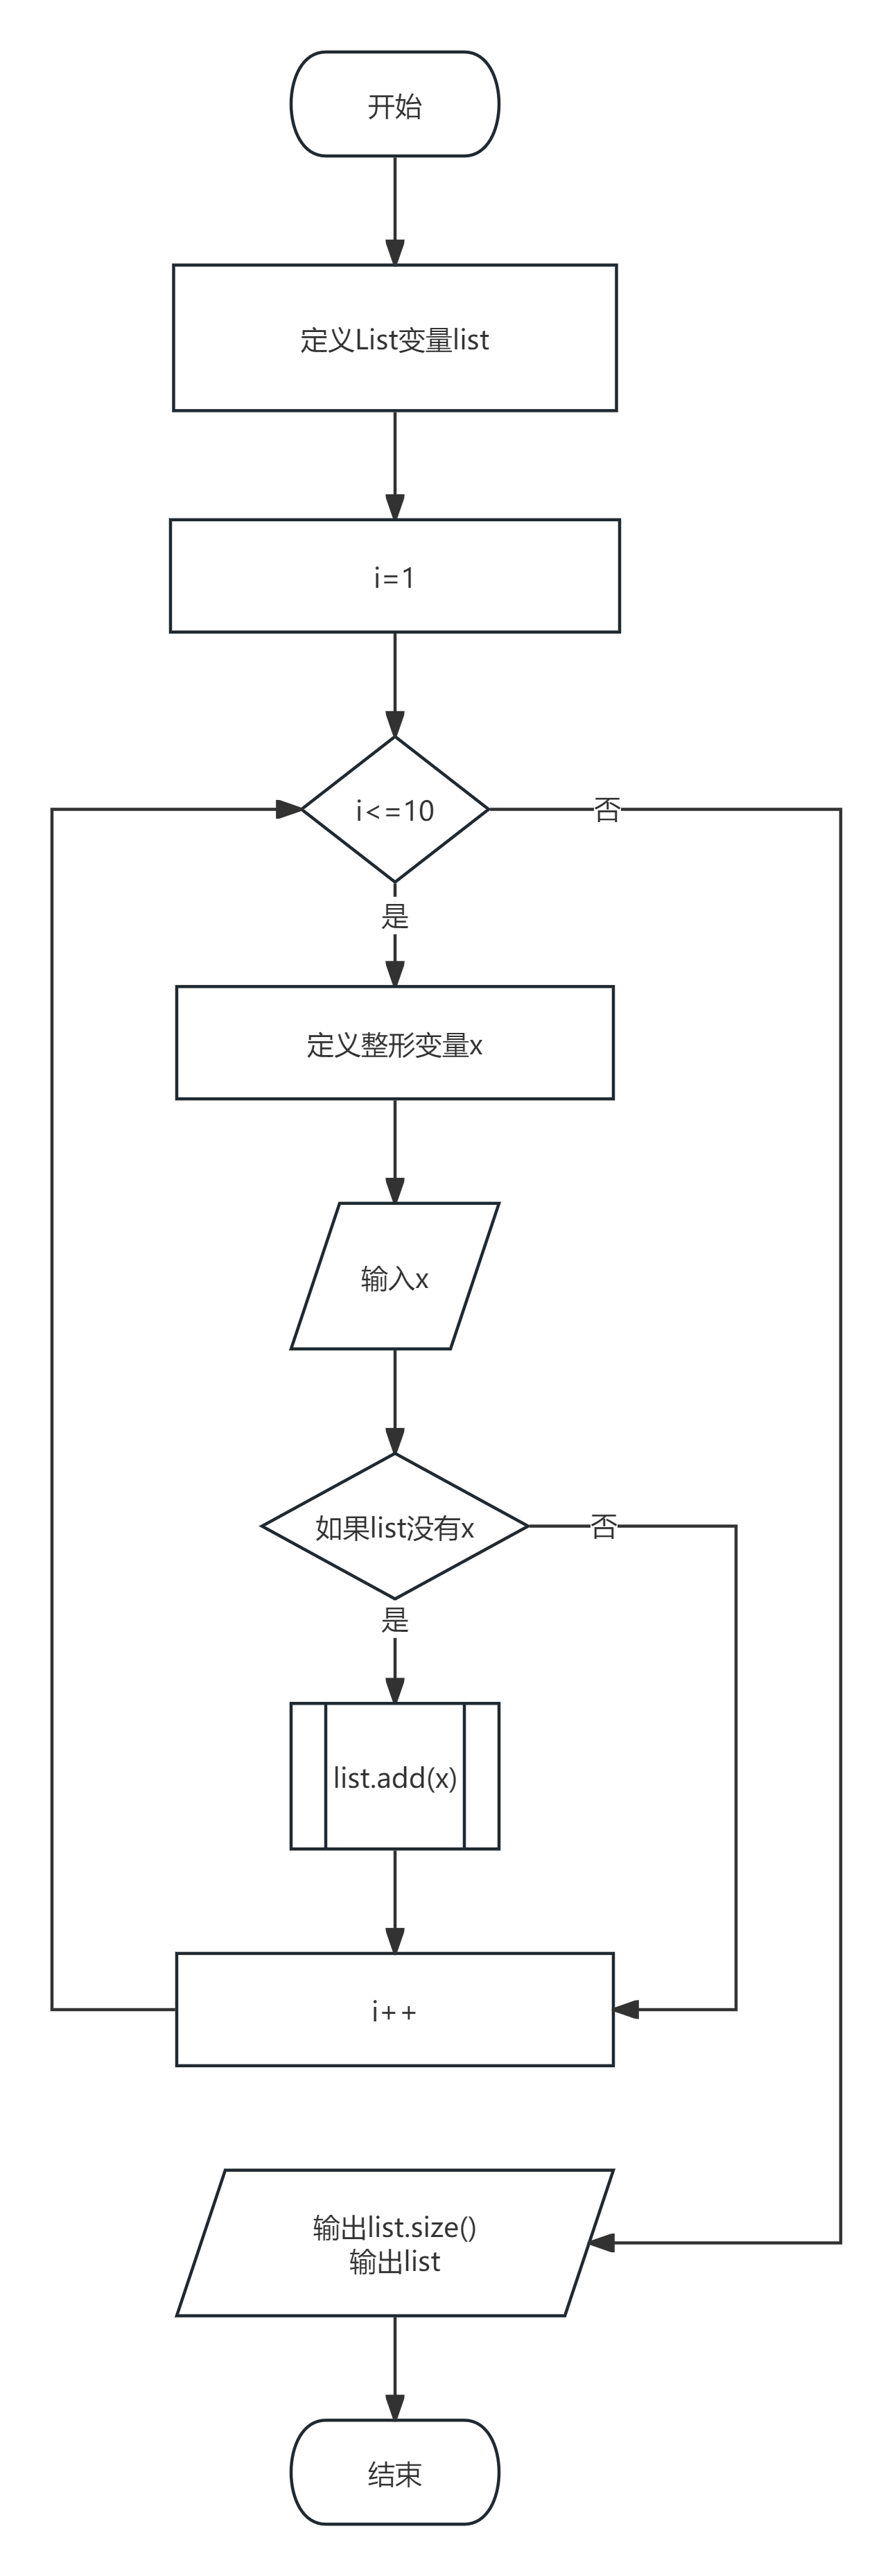 开始
定义List变量list
i=1
i<=10
否
是
定义整形变量x
输入x
如果list没有x
否
是
list.add(x)
i++
输出list.size()
输出list
结束